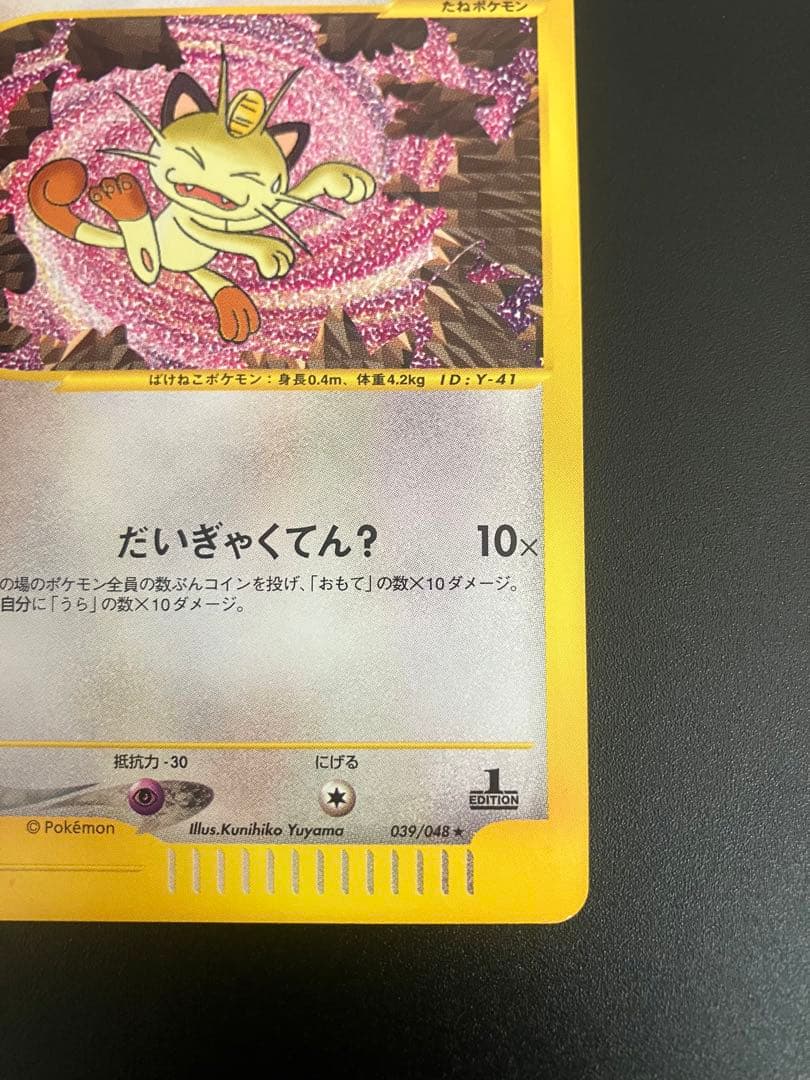 たねポケモン
ばけねこポケモン：身長0.4m、体重4.2kg ID:Y-41
だいぎゃくてん？ 10×
の場のポケモン全員の数ぶんコインを投げ、「おもて」の数×10ダメージ。
自分に「うら」の数×10ダメージ。
抵抗力-30 にげる
1
EDITION
©Pokémon Illus.Kunihiko Yuyama 039/048★